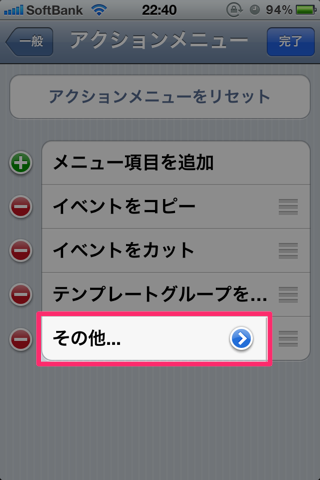 SoftBank 22:40 94%
一般 アクションメニュー 完了
アクションメニューをリセット
メニュー項目を追加
イベントをコピー
イベントをカット
テンプレートグループを...
その他...